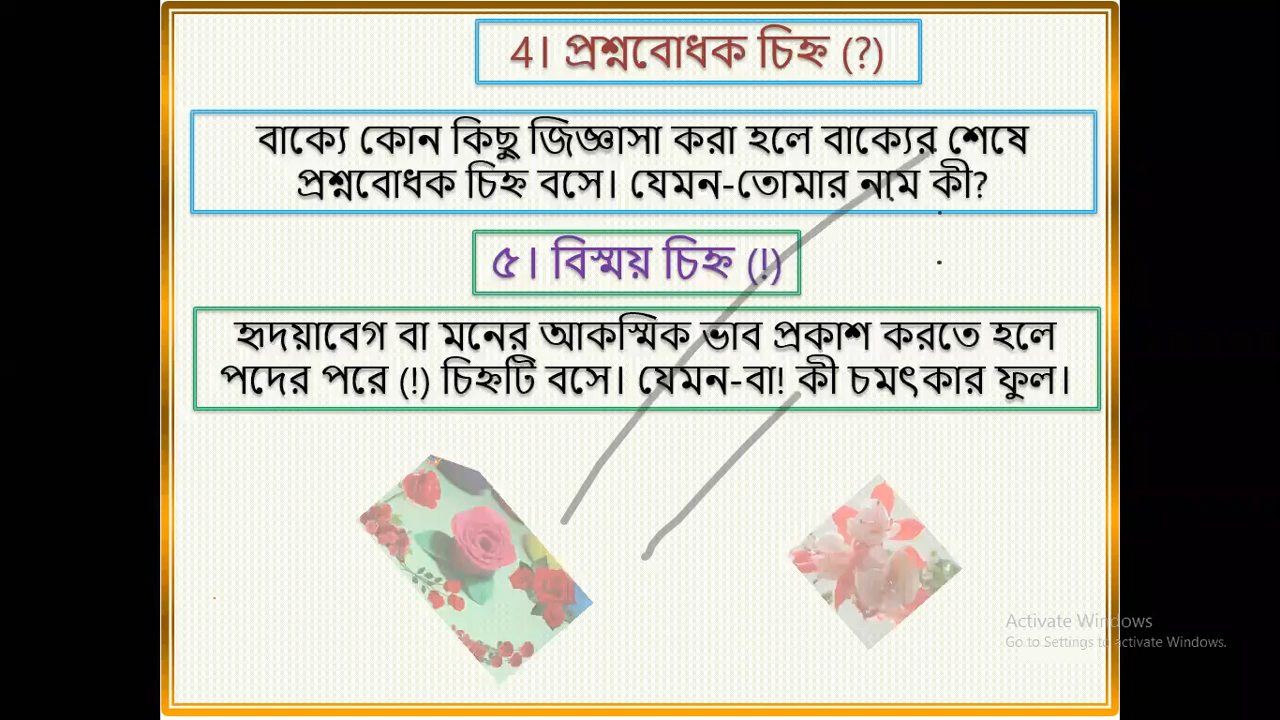 4। প্রশ্নবোধক চিহ্ন (?)
বাক্যে কোন কিছু জিজ্ঞাসা করা হলে বাক্যের শেষে
প্রশ্নবোধক চিহ্ন বসে। যেমন-তোমার নাম কী?
৫। বিস্ময় চিহ্ন (!)
হৃদয়াবেগ বা মনের আকস্মিক ভাব প্রকাশ করতে হলে
পদের পরে (!) চিহ্নটি বসে। যেমন-বা! কী চমৎকার ফুল।
Activate Windows
Go to Settings to activate Windows.